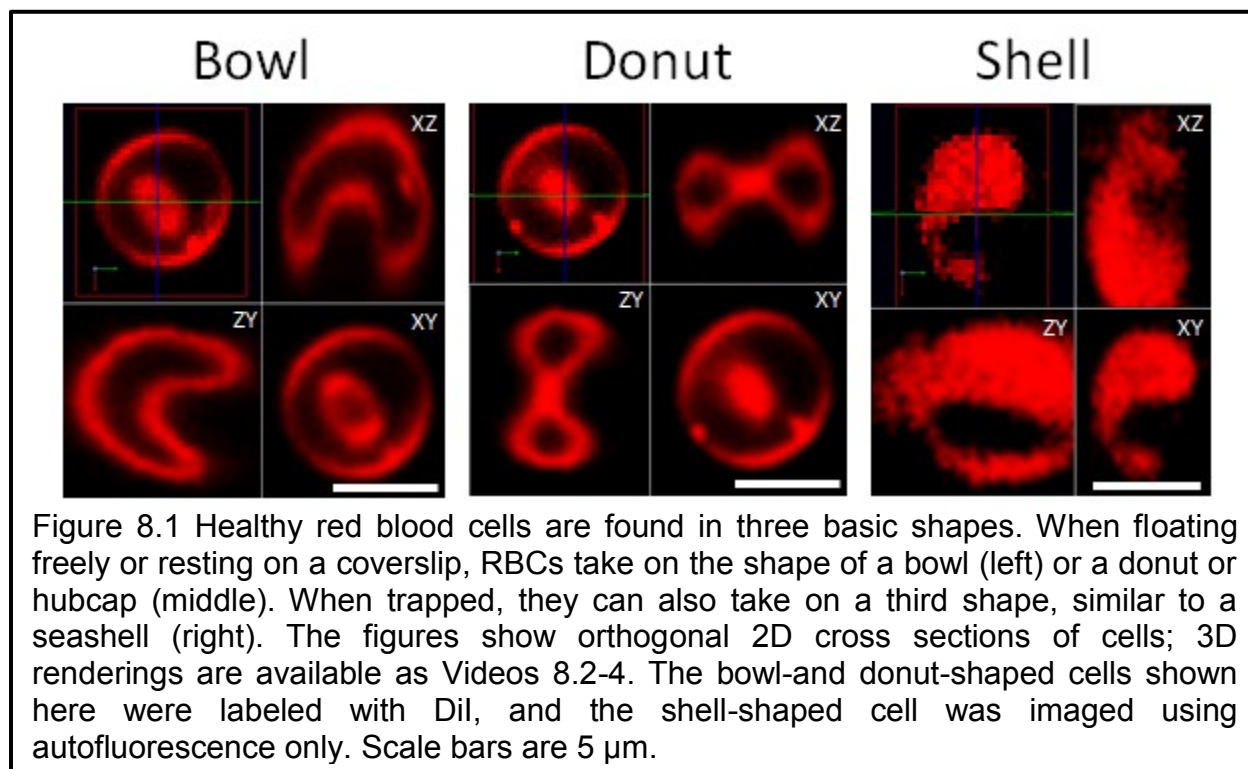 Bowl Donut Shell
XZ XZ XZ
ZY XY ZY XY ZY XY
Figure 8.1 Healthy red blood cells are found in three basic shapes. When floating
freely or resting on a coverslip, RBCs take on the shape of a bowl (left) or a donut or
hubcap (middle). When trapped, they can also take on a third shape, similar to a
seashell (right). The figures show orthogonal 2D cross sections of cells; 3D
renderings are available as Videos 8.2-4. The bowl-and donut-shaped cells shown
here were labeled with DiI, and the shell-shaped cell was imaged using
autofluorescence only. Scale bars are 5 µm.